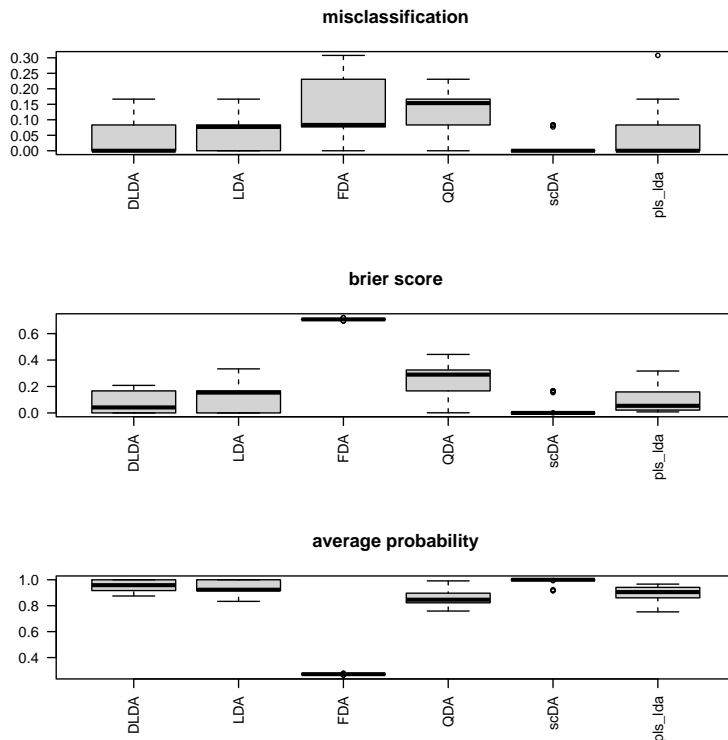 misclassification
0.30
0.25
0.20
0.15
0.10
0.05
0.00
DLDA
LDA
FDA
QDA
scDA
pls_lda
brier score
0.6
0.4
0.2
0.0
DLDA
LDA
FDA
QDA
scDA
pls_lda
average probability
1.0
0.8
0.6
0.4
DLDA
LDA
FDA
QDA
scDA
pls_lda